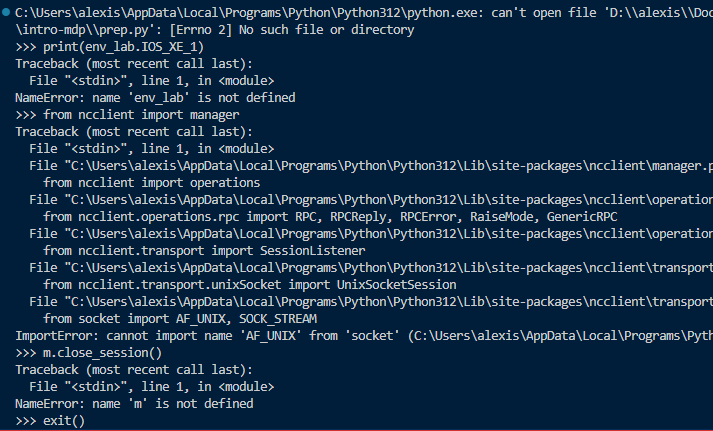 C:\Users\alexis\AppData\Local\Programs\Python\Python312\python.exe: can't open file 'D:\\alexis\\Doc
\intro-mdp\\prep.py': [Errno 2] No such file or directory
>>> print(env_lab.IOS_XE_1)
Traceback (most recent call last):
  File "<stdin>", line 1, in <module>
NameError: name 'env_lab' is not defined
>>> from ncclient import manager
Traceback (most recent call last):
  File "<stdin>", line 1, in <module>
  File "C:\Users\alexis\AppData\Local\Programs\Python\Python312\Lib\site-packages\ncclient\manager.p
    from ncclient import operations
  File "C:\Users\alexis\AppData\Local\Programs\Python\Python312\Lib\site-packages\ncclient\operation
    from ncclient.operations.rpc import RPC, RPCReply, RPCError, RaiseMode, GenericRPC
  File "C:\Users\alexis\AppData\Local\Programs\Python\Python312\Lib\site-packages\ncclient\operation
    from ncclient.transport import SessionListener
  File "C:\Users\alexis\AppData\Local\Programs\Python\Python312\Lib\site-packages\ncclient\transport
    from ncclient.transport.unixSocket import UnixSocketSession
  File "C:\Users\alexis\AppData\Local\Programs\Python\Python312\Lib\site-packages\ncclient\transport
    from socket import AF_UNIX, SOCK_STREAM
ImportError: cannot import name 'AF_UNIX' from 'socket' (C:\Users\alexis\AppData\Local\Programs\Pyth
>>> m.close_session()
Traceback (most recent call last):
  File "<stdin>", line 1, in <module>
NameError: name 'm' is not defined
>>> exit()